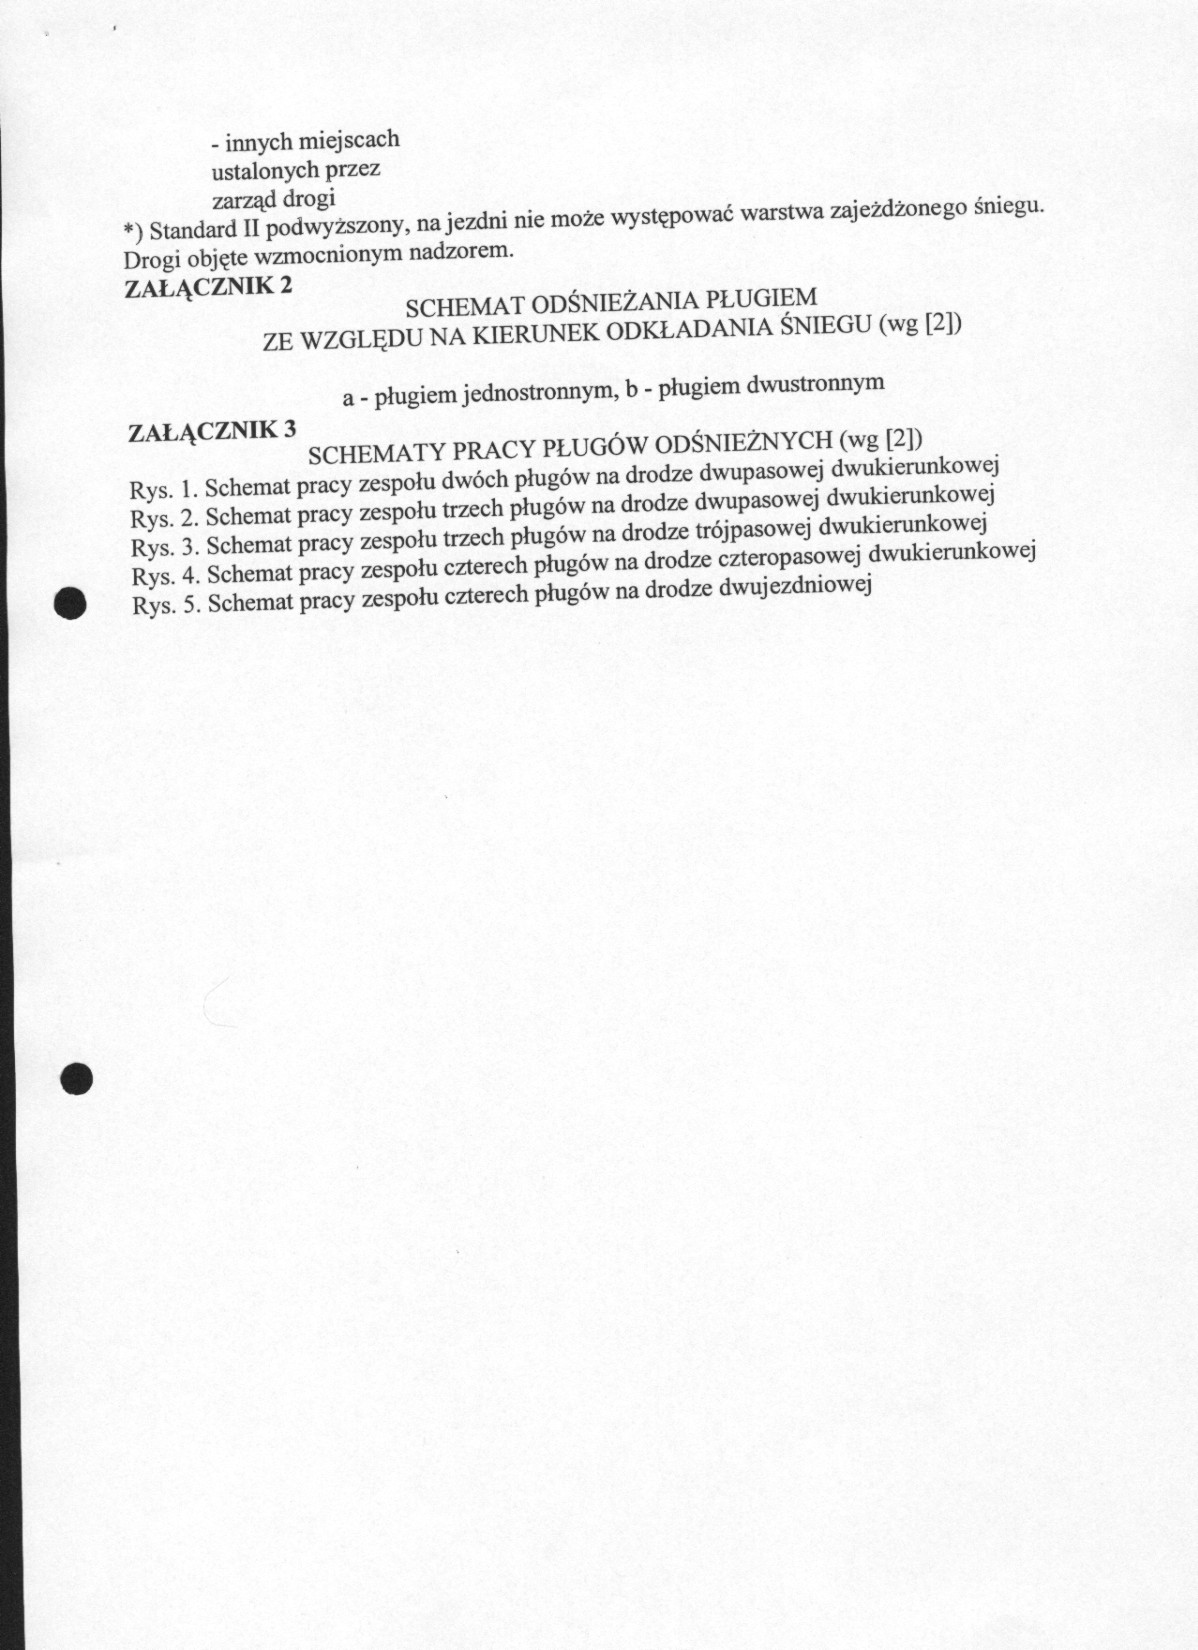 - innych miejscach
ustalonych przez
zarząd drogi
*) Standard II podwyższony, na jezdni nie może występować warstwa zajeżdżonego śniegu.
Drogi objęte wzmocnionym nadzorem.
ZAŁĄCZNIK 2
SCHEMAT ODŚNIEŻANIA PŁUGIEM
ZE WZGLĘDU NA KIERUNEK ODKŁADANIA ŚNIEGU (wg [2])
a - pługiem jednostronnym, b - pługiem dwustronnym
ZAŁĄCZNIK 3
SCHEMATY PRACY PŁUGÓW ODŚNIEŻNYCH (wg [2])
Rys. 1. Schemat pracy zespołu dwóch pługów na drodze dwupasowej dwukierunkowej
Rys. 2. Schemat pracy zespołu trzech pługów na drodze dwupasowej dwukierunkowej
Rys. 3. Schemat pracy zespołu trzech pługów na drodze trójpasowej dwukierunkowej
Rys. 4. Schemat pracy zespołu czterech pługów na drodze czteropasowej dwukierunkowej
Rys. 5. Schemat pracy zespołu czterech pługów na drodze dwujezdniowej